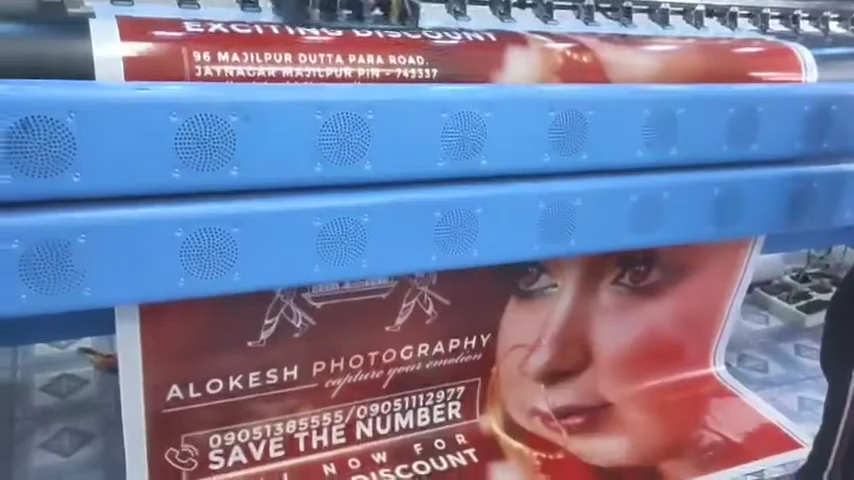 EXCITING DISCOUNT
96 MAJILPUR DUTTA PARA ROAD.
JAYNAGAR MAJILPUR PIN - 743337
ALOKESH PHOTOGRAPHY
capture your emotion
09051385555/09051112977
SAVE THE NUMBER
NOW FOR
DISCOUNT